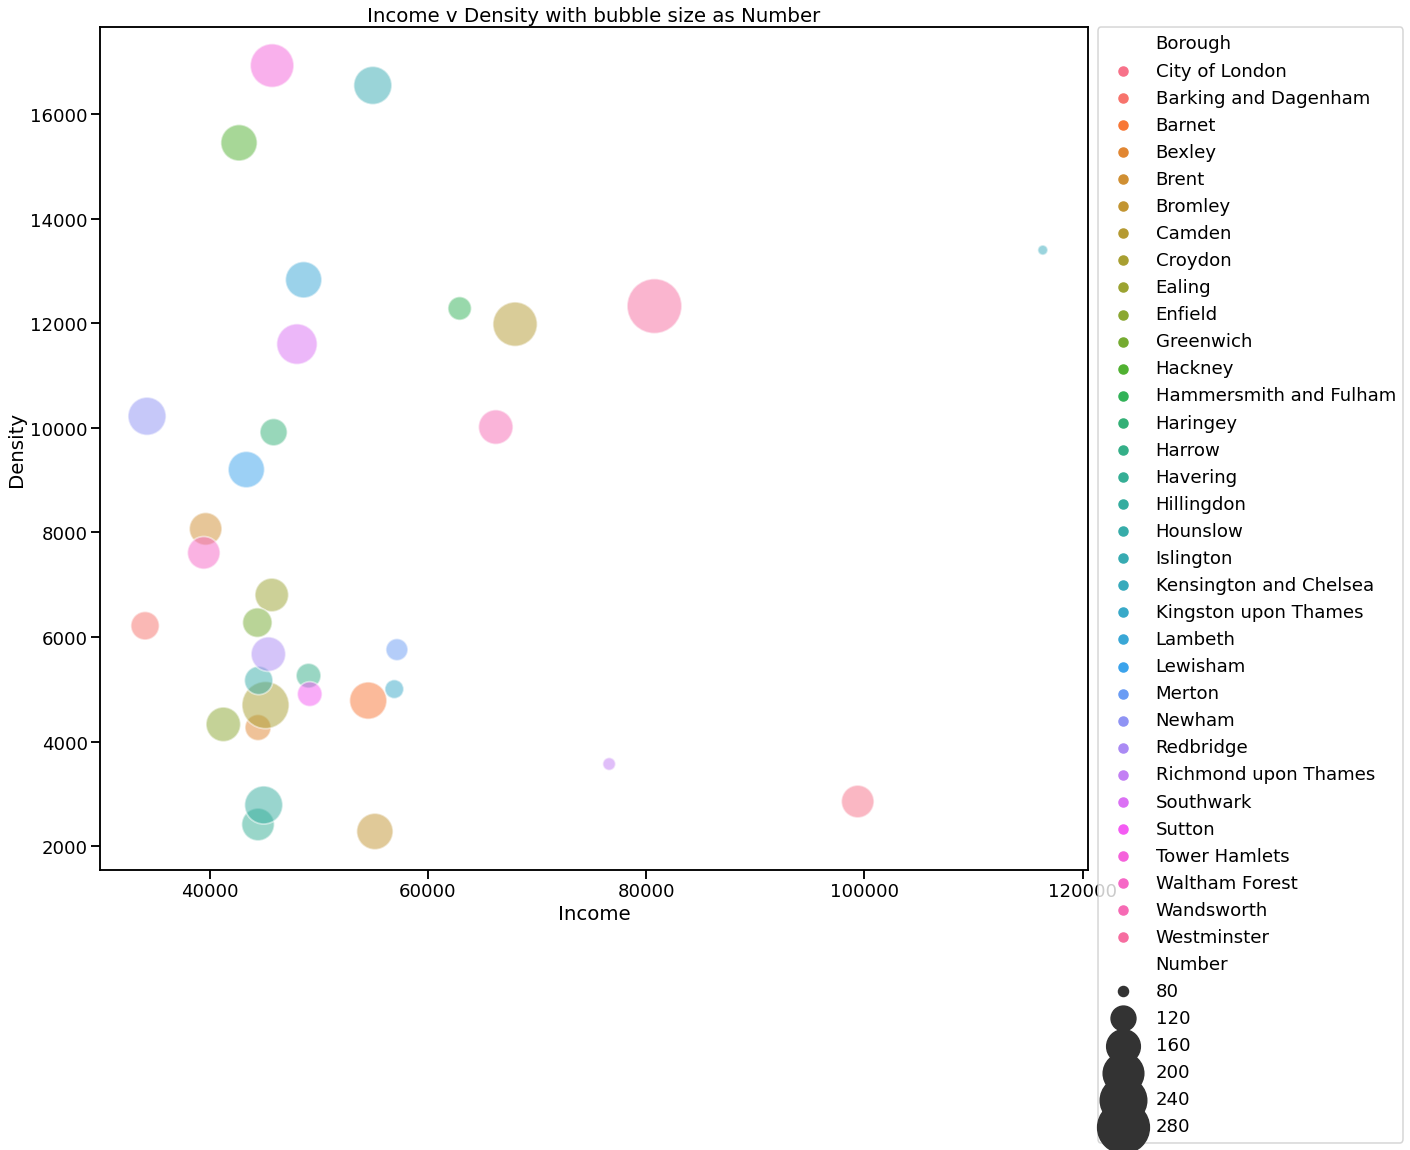 Income v Density with bubble size as Number
Density
16000
14000
12000
10000
8000
6000
4000
2000
40000
60000
80000
100000
120000
Income
Borough
City of London
Barking and Dagenham
Barnet
Bexley
Brent
Bromley
Camden
Croydon
Ealing
Enfield
Greenwich
Hackney
Hammersmith and Fulham
Haringey
Harrow
Havering
Hillingdon
Hounslow
Islington
Kensington and Chelsea
Kingston upon Thames
Lambeth
Lewisham
Merton
Newham
Redbridge
Richmond upon Thames
Southwark
Sutton
Tower Hamlets
Waltham Forest
Wandsworth
Westminster
Number
80
120
160
200
240
280